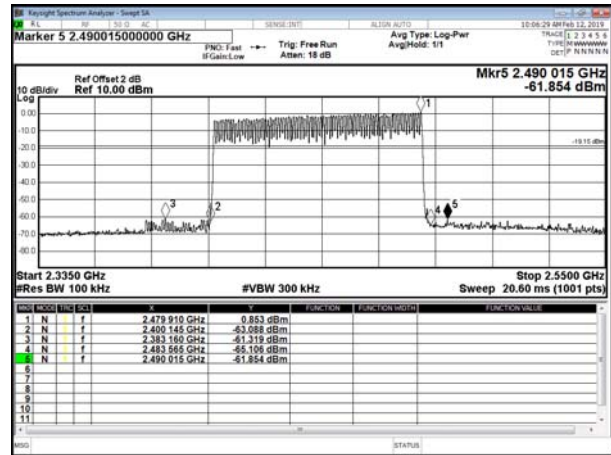 Keysight Spectrum Analyzer - Swept SA
RL RF 50 Ω AC SENSE:INT ALIGN AUTO 10:06:29 AM Feb 12, 2019
Marker 5 2.490015000000 GHz
PNO: Fast
IFGain:Low
Trig: Free Run
Atten: 18 dB
Avg Type: Log-Pwr
Avg|Hold: 1/1
TRACE 1 2 3 4 5 6
TYPE M W W W W W
DET P N N N N N
Mkr5 2.490 015 GHz
-61.854 dBm
Ref Offset 2 dB
10 dB/div Ref 10.00 dBm
Log
0.00
-10.0
-20.0
-30.0
-40.0
-50.0
-60.0
-70.0
-80.0
1
-19.15 dBm
3
2
4
5
Start 2.3350 GHz
Stop 2.5500 GHz
#Res BW 100 kHz
#VBW 300 kHz
Sweep 20.60 ms (1001 pts)
MKR MODE TRC SCL X Y FUNCTION FUNCTION WIDTH FUNCTION VALUE
1 N f 2.479 910 GHz 0.853 dBm
2 N f 2.400 145 GHz -63.088 dBm
3 N f 2.383 160 GHz -61.319 dBm
4 N f 2.483 565 GHz -65.106 dBm
5 N f 2.490 015 GHz -61.854 dBm
6
7
8
9
10
11
MSG
STATUS